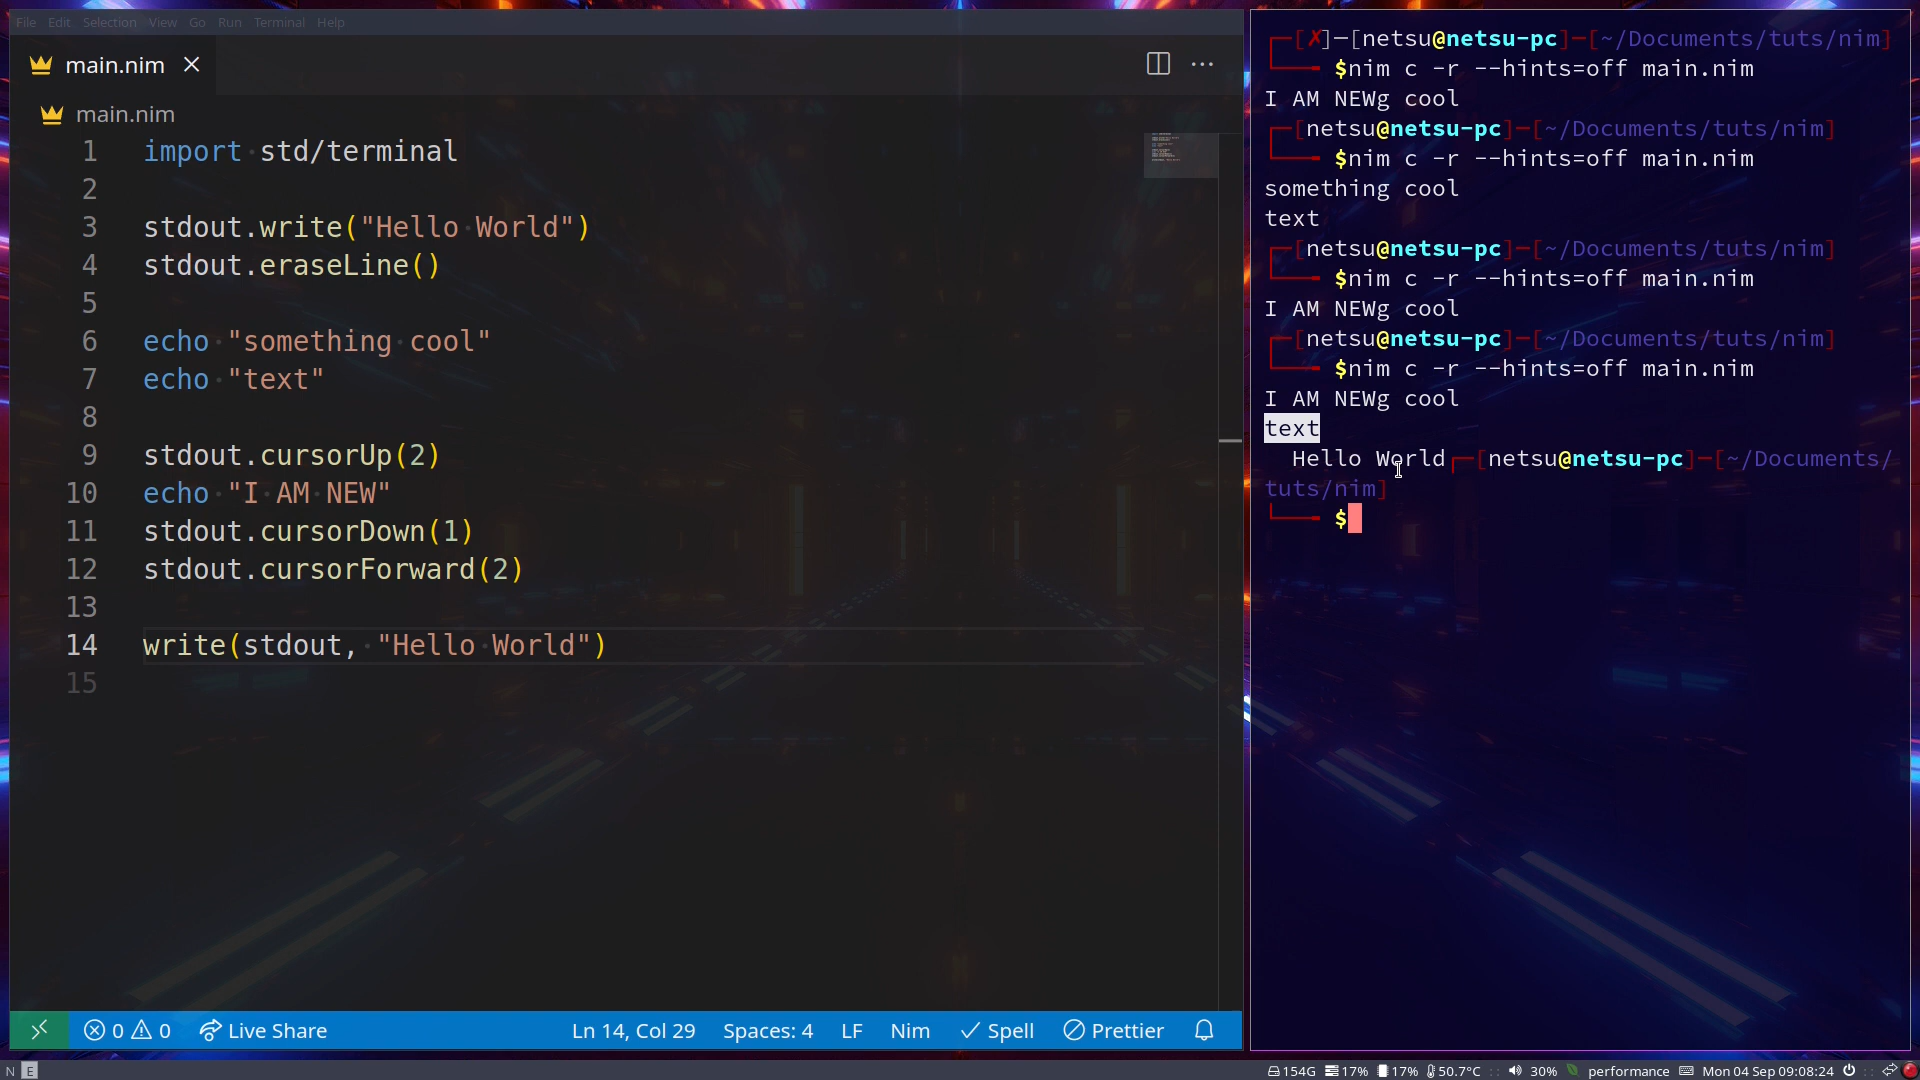 File Edit Selection View Go Run Terminal Help
main.nim
main.nim
1 import std/terminal
2
3 stdout.write("Hello World")
4 stdout.eraseLine()
5
6 echo "something cool"
7 echo "text"
8
9 stdout.cursorUp(2)
10 echo "I AM NEW"
11 stdout.cursorDown(1)
12 stdout.cursorForward(2)
13
14 write(stdout, "Hello World")
15
0 0 Live Share Ln 14, Col 29 Spaces: 4 LF Nim Spell Prettier
┌─[✗]─[netsu@netsu-pc]─[~/Documents/tuts/nim]
└──╼ $nim c -r --hints=off main.nim
I AM NEWg cool
┌─[netsu@netsu-pc]─[~/Documents/tuts/nim]
└──╼ $nim c -r --hints=off main.nim
something cool
text
┌─[netsu@netsu-pc]─[~/Documents/tuts/nim]
└──╼ $nim c -r --hints=off main.nim
I AM NEWg cool
┌─[netsu@netsu-pc]─[~/Documents/tuts/nim]
└──╼ $nim c -r --hints=off main.nim
I AM NEWg cool
text
  Hello World┌─[netsu@netsu-pc]─[~/Documents/
tuts/nim]
└──╼ $
N E 154G 17% 17% 50.7°C :: 30% performance Mon 04 Sep 09:08:24 ::